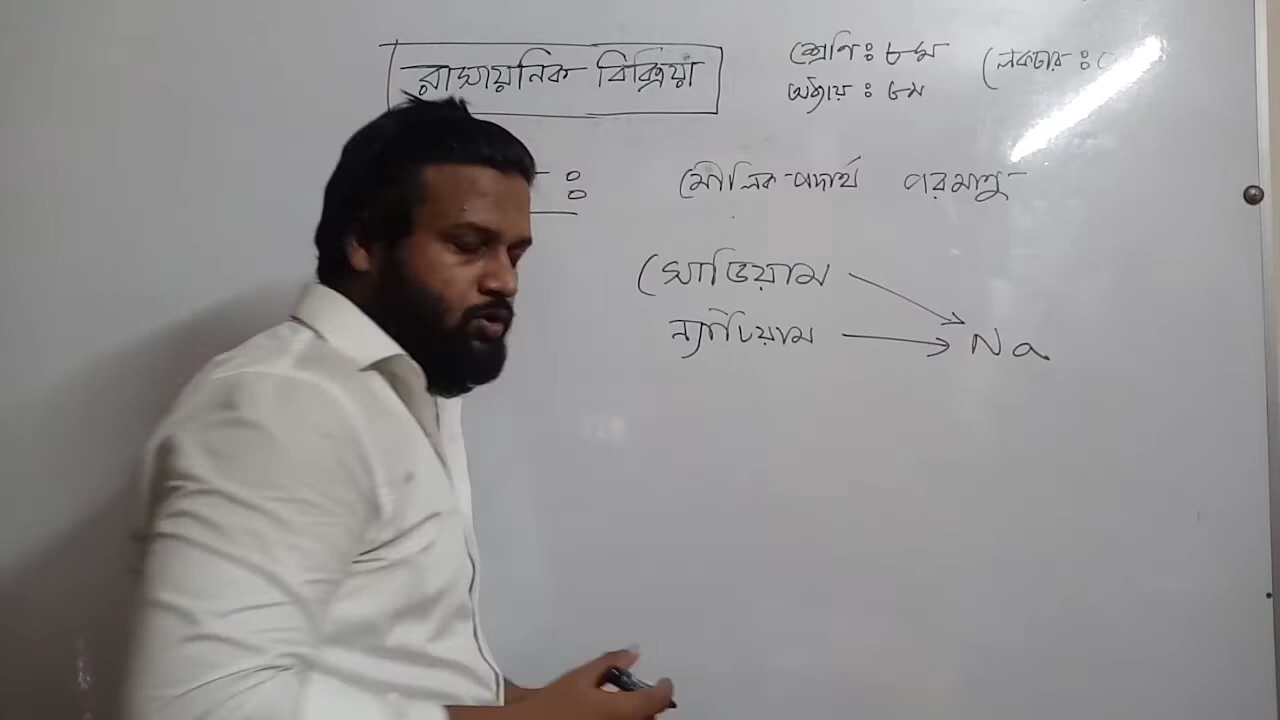 রাসায়নিক বিক্রিয়া
শ্রেণি : ৮ম
অধ্যায় : ৮ম
লেকচার :
:
মৌলিক পদার্থ পরমাণু
সোডিয়াম
ন্যাট্রিয়াম
Na